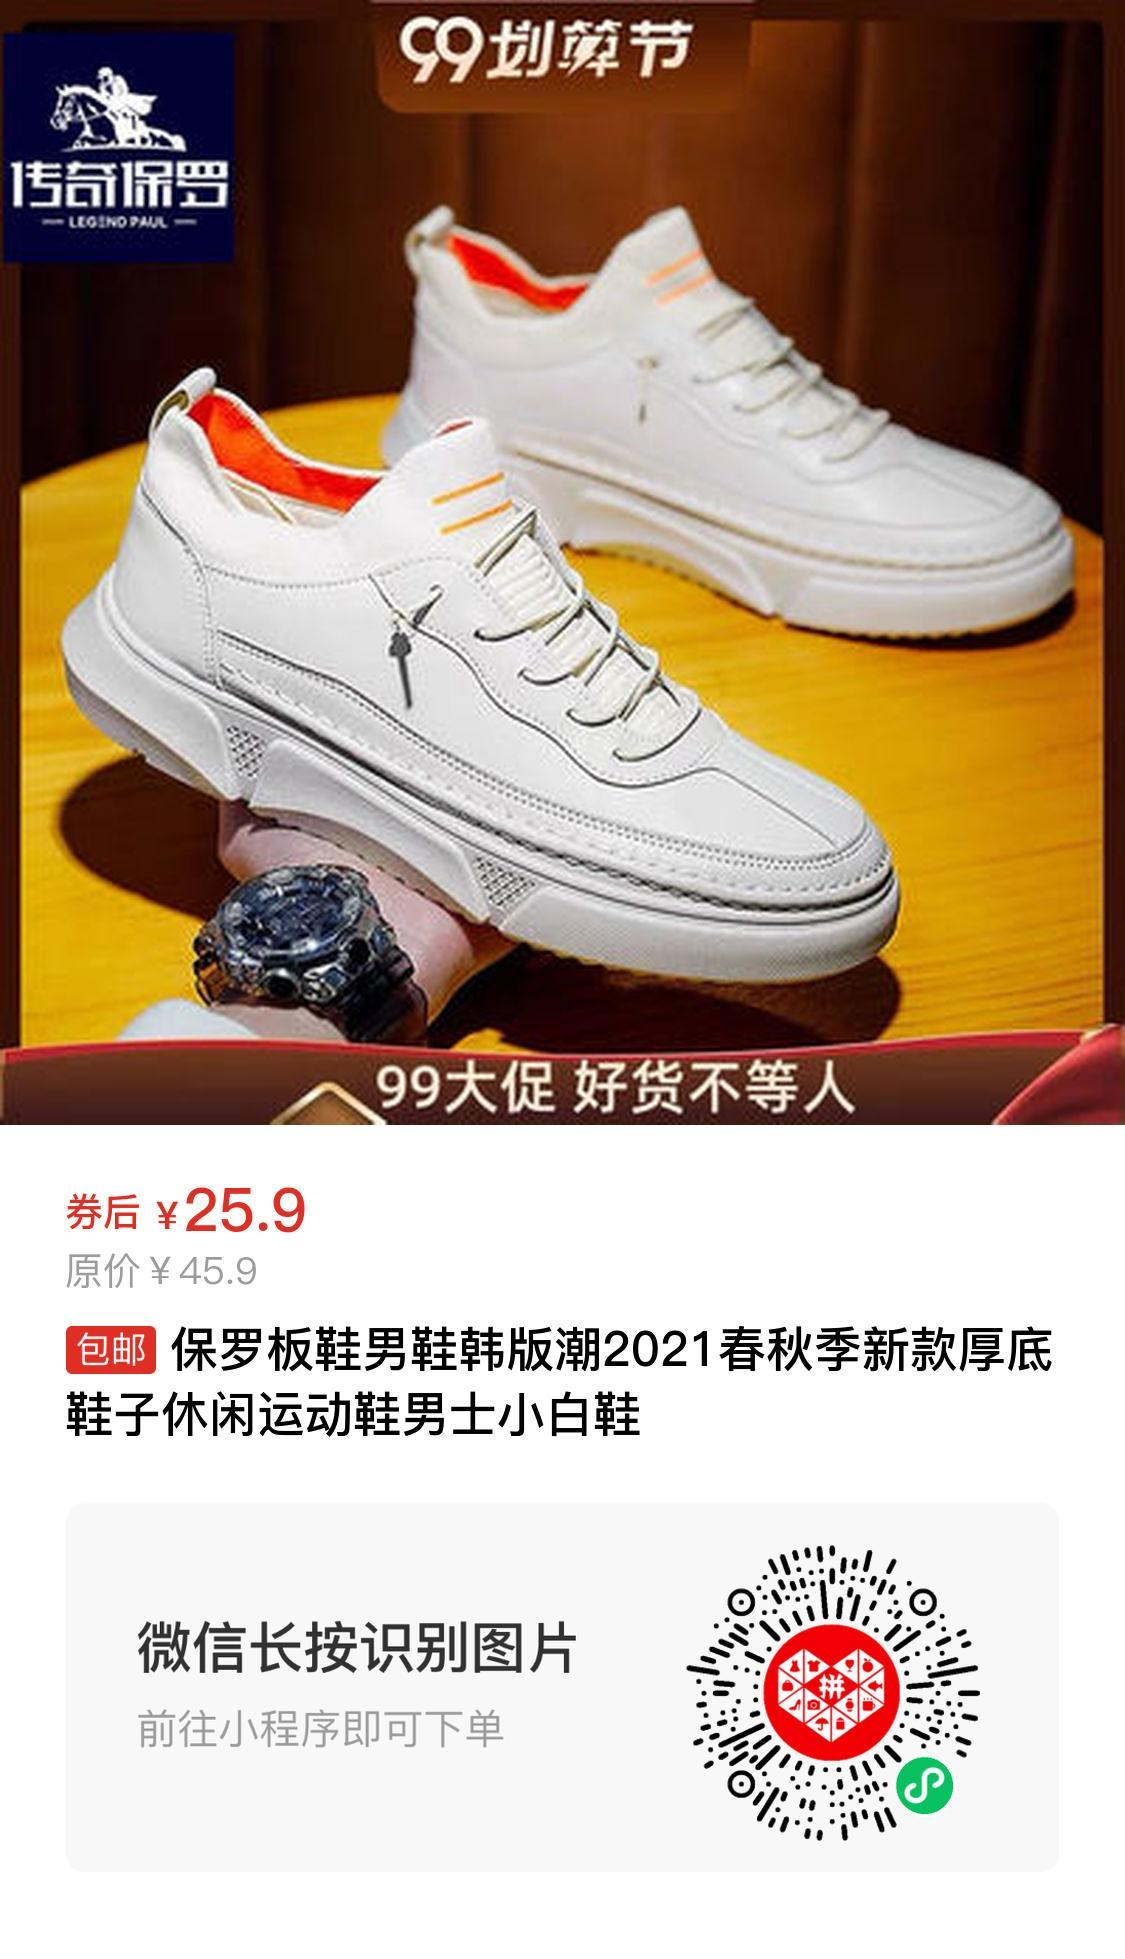 99划算节
传奇保罗
LEGEND PAUL
99大促 好货不等人
券后 ¥25.9
原价 ¥45.9
包邮 保罗板鞋男鞋韩版潮2021春秋季新款厚底
鞋子休闲运动鞋男士小白鞋
微信长按识别图片
前往小程序即可下单
拼